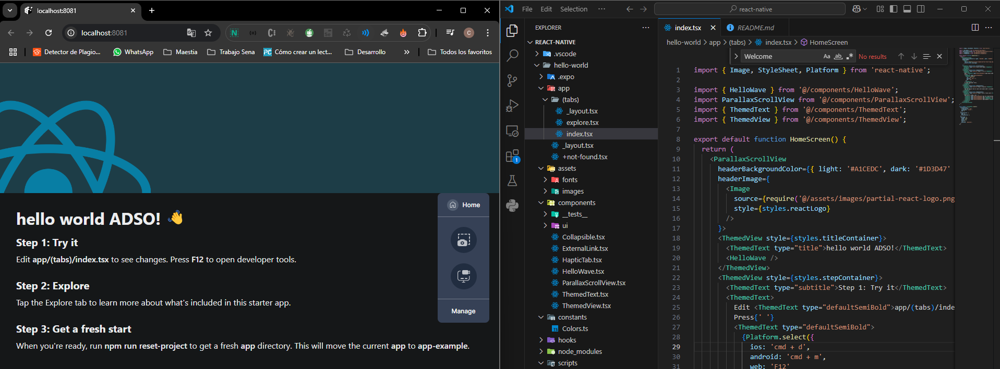 localhost:8081
localhost:8081
Detector de Plagio...
WhatsApp
Maestia
Trabajo Sena
Cómo crear un lect...
Desarrollo
Todos los favoritos
hello world ADSO! 👋
Step 1: Try it
Edit app/(tabs)/index.tsx to see changes. Press F12 to open developer tools.
Step 2: Explore
Tap the Explore tab to learn more about what's included in this starter app.
Step 3: Get a fresh start
When you're ready, run npm run reset-project to get a fresh app directory. This will move the current app to app-example.
Home
Manage
File Edit Selection ...
react-native
EXPLORER
REACT-NATIVE
.vscode
hello-world
.expo
app
(tabs)
_layout.tsx
explore.tsx
index.tsx
_layout.tsx
+not-found.tsx
assets
fonts
images
components
__tests__
ui
Collapsible.tsx
ExternalLink.tsx
HapticTab.tsx
HelloWave.tsx
ParallaxScrollView.tsx
ThemedText.tsx
ThemedView.tsx
constants
Colors.ts
hooks
node_modules
scripts
index.tsx
README.md
hello-world > app > (tabs) > index.tsx > HomeScreen
Welcome
Aa ab .*
No results
1 import { Image, StyleSheet, Platform } from 'react-native';
2
3 import { HelloWave } from '@/components/HelloWave';
4 import ParallaxScrollView from '@/components/ParallaxScrollView';
5 import { ThemedText } from '@/components/ThemedText';
6 import { ThemedView } from '@/components/ThemedView';
7
8 export default function HomeScreen() {
9 return (
10 <ParallaxScrollView
11 headerBackgroundColor={{ light: '#A1CEDC', dark: '#1D3D47'
12 headerImage={
13 <Image
14 source={require('@/assets/images/partial-react-logo.png
15 style={styles.reactLogo}
16 />
17 }>
18 <ThemedView style={styles.titleContainer}>
19 <ThemedText type="title">hello world ADSO!</ThemedText>
20 <HelloWave />
21 </ThemedView>
22 <ThemedView style={styles.stepContainer}>
23 <ThemedText type="subtitle">Step 1: Try it</ThemedText>
24 <ThemedText>
25 Edit <ThemedText type="defaultSemiBold">app/(tabs)/inde
26 Press{' '}
27 <ThemedText type="defaultSemiBold">
28 {Platform.select({
29 ios: 'cmd + d',
30 android: 'cmd + m',
31 web: 'F12'